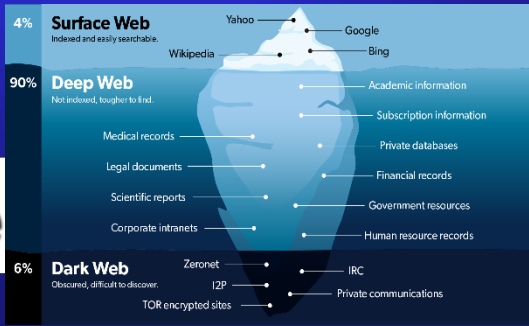 4%
Surface Web
Indexed and easily searchable.
Yahoo
Google
Wikipedia
Bing
90%
Deep Web
Not indexed, tougher to find.
Academic information
Subscription information
Medical records
Private databases
Legal documents
Financial records
Scientific reports
Government resources
Corporate intranets
Human resource records
6%
Dark Web
Obscured, difficult to discover.
Zeronet
IRC
I2P
Private communications
TOR encrypted sites